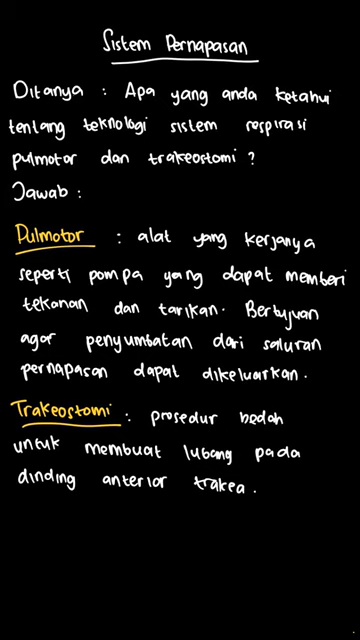 Sistem Pernapasan
Ditanya : Apa yang anda ketahui
tentang teknologi sistem respirasi
pulmotor dan trakeostomi ?
Jawab :
Pulmotor : alat yang kerjanya
seperti pompa yang dapat memberi
tekanan dan tarikan. Bertujuan
agar penyumbatan dari saluran
pernapasan dapat dikeluarkan.
Trakeostomi : prosedur bedah
untuk membuat lubang pada
dinding anterior trakea.